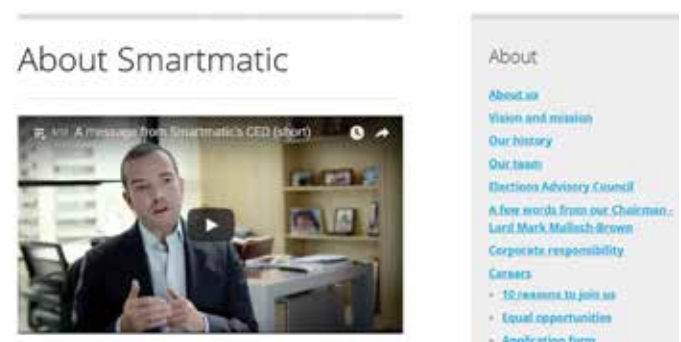 About Smartmatic
A message from Smartmatic's CEO (short)
About
About us
Vision and mission
Our history
Our team
Elections Advisory Council
A few words from our Chairman -
Lord Mark Malloch-Brown
Corporate responsibility
Careers
10 reasons to join us
Equal opportunities
Application form